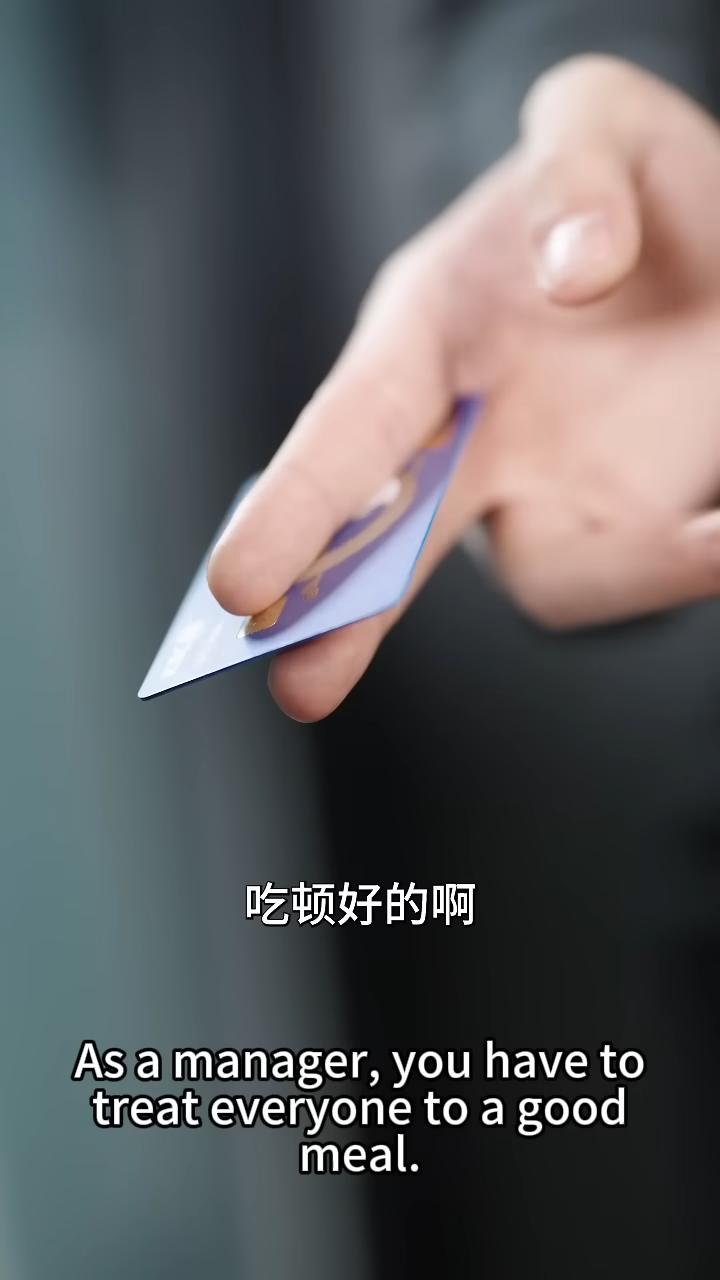 吃顿好的啊
As a manager, you have to
treat everyone to a good
meal.